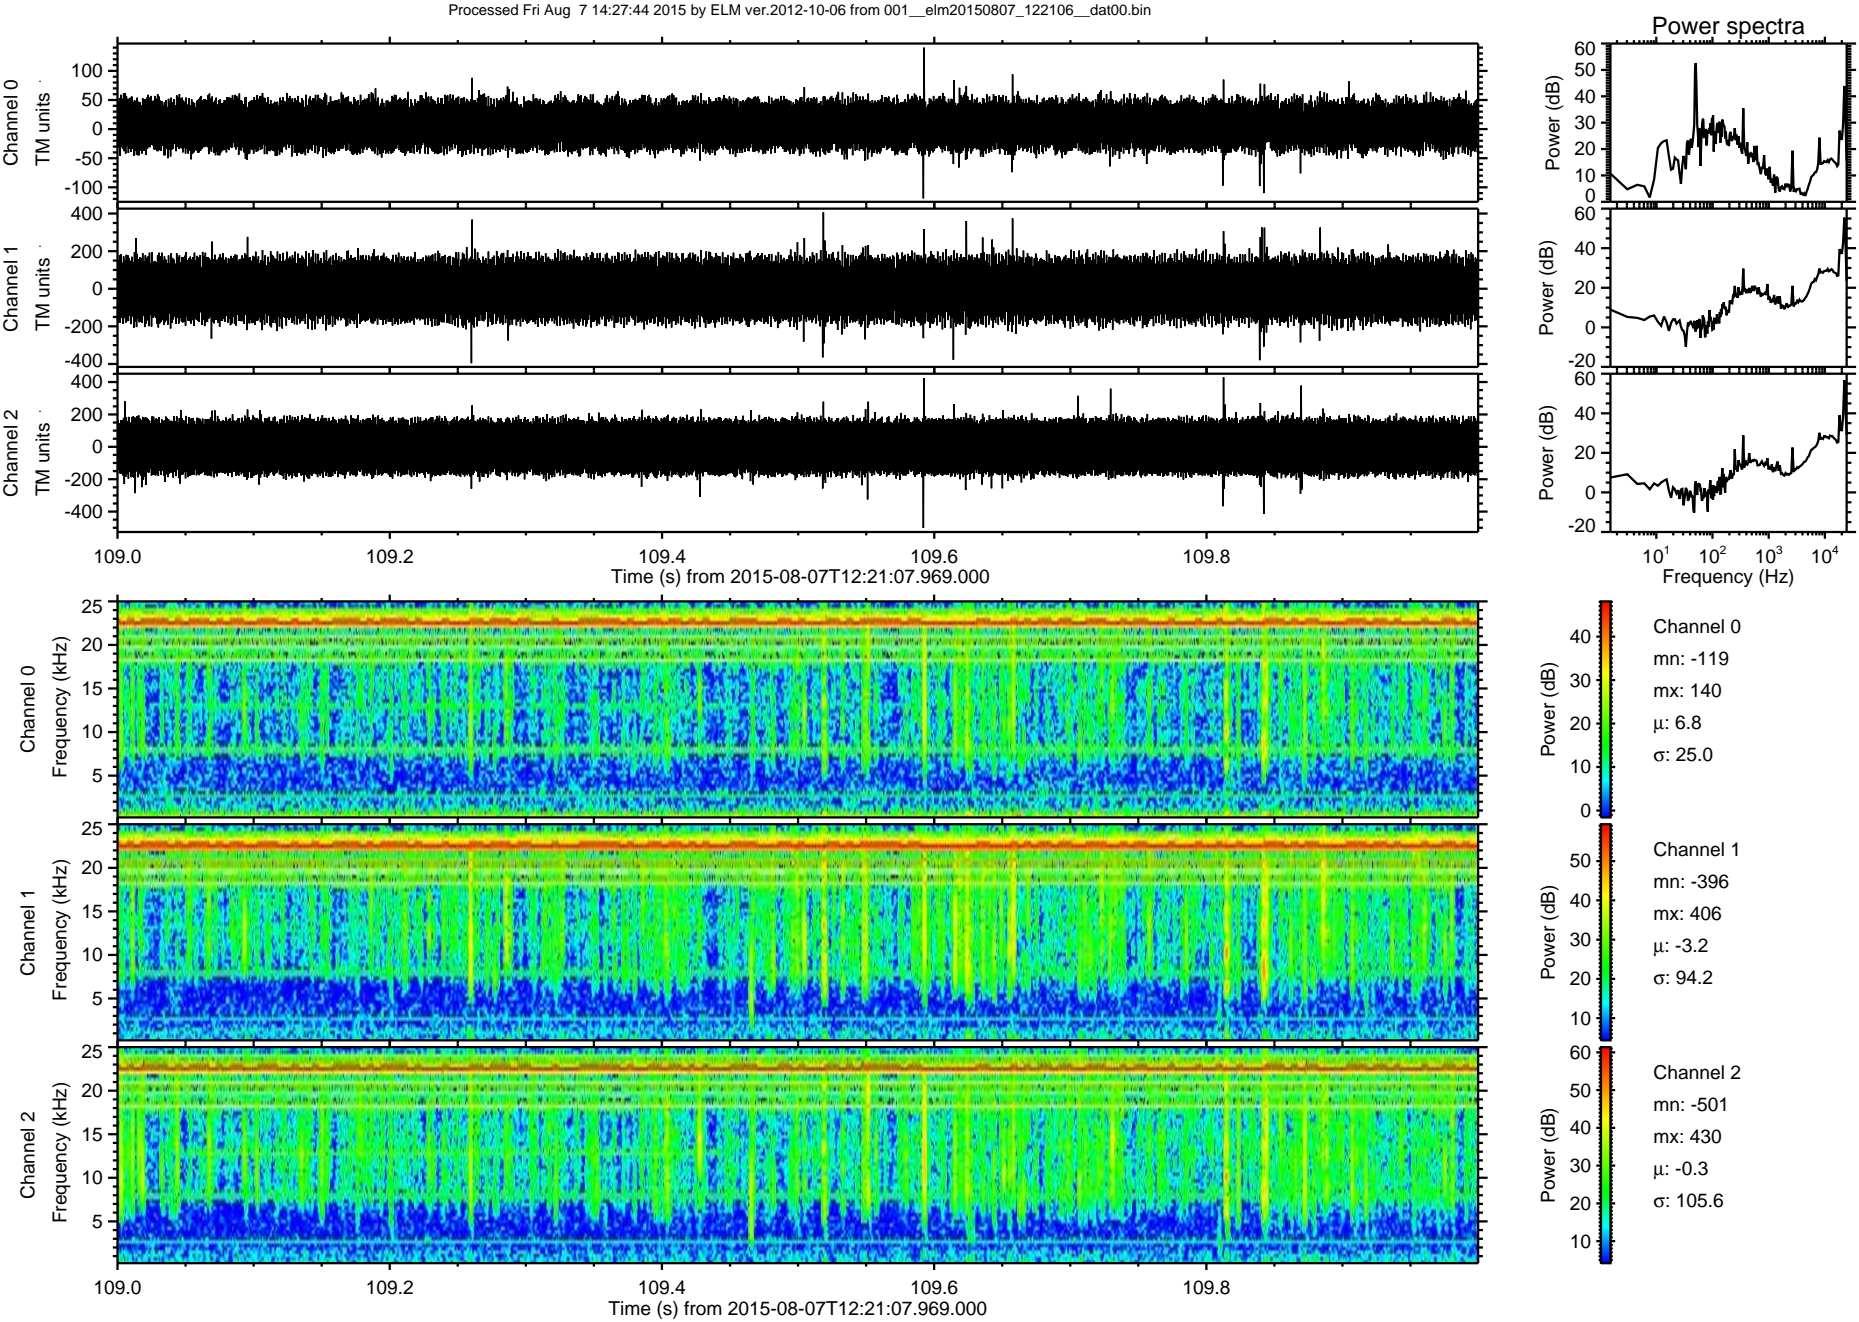 Processed Fri Aug  7 14:27:44 2015 by ELM ver.2012-10-06 from 001__elm20150807_122106__dat00.bin
Power spectra
Channel 0
TM units
100
50
0
-50
-100
Power (dB)
60
50
40
30
20
10
0
Channel 1
TM units
400
200
0
-200
-400
Power (dB)
60
40
20
0
-20
Channel 2
TM units
400
200
0
-200
-400
Power (dB)
60
40
20
0
-20
109.0 109.2 109.4 109.6 109.8
Time (s) from 2015-08-07T12:21:07.969.000
10¹ 10² 10³ 10⁴
Frequency (Hz)
Channel 0
Frequency (kHz)
25
20
15
10
5
Power (dB)
40
30
20
10
0
Channel 0
mn: -119
mx: 140
μ: 6.8
σ: 25.0
Channel 1
Frequency (kHz)
25
20
15
10
5
Power (dB)
50
40
30
20
10
Channel 1
mn: -396
mx: 406
μ: -3.2
σ: 94.2
Channel 2
Frequency (kHz)
25
20
15
10
5
Power (dB)
60
50
40
30
20
10
Channel 2
mn: -501
mx: 430
μ: -0.3
σ: 105.6
109.0 109.2 109.4 109.6 109.8
Time (s) from 2015-08-07T12:21:07.969.000